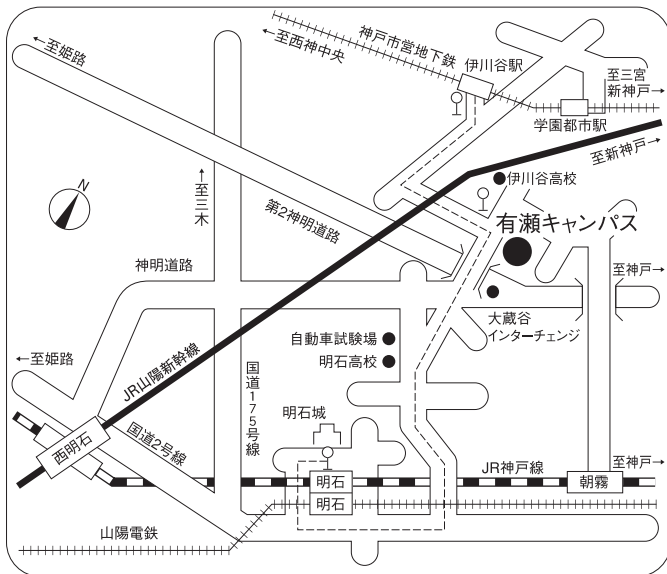 ←至姫路
神戸市営地下鉄
←至西神中央
伊川谷駅
至三宮
新神戸→
学園都市駅
至新神戸→
伊川谷高校
N
←至三木
第2神明道路
有瀬キャンパス
神明道路
至神戸→
大蔵谷
インターチェンジ
自動車試験場
明石高校
←至姫路
JR山陽新幹線
国道175号線
明石城
西明石
国道2号線
JR神戸線
至神戸→
明石
明石
朝霧
山陽電鉄